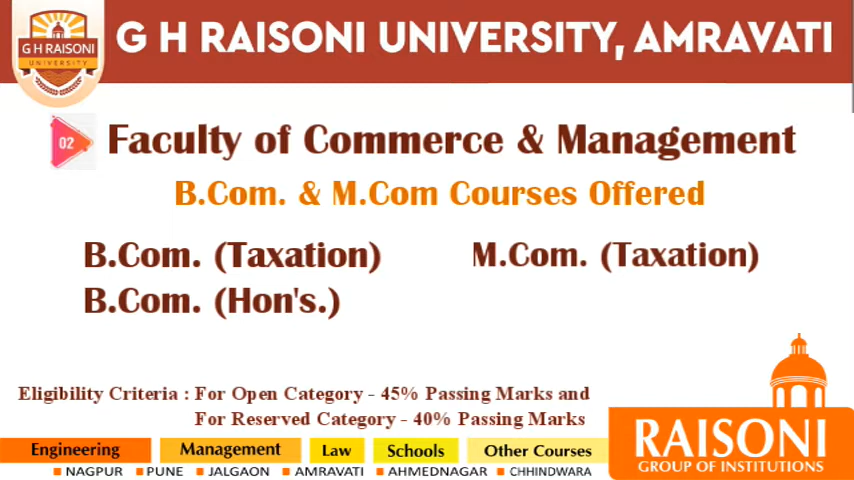 G H RAISONI
UNIVERSITY
G H RAISONI UNIVERSITY, AMRAVATI
02
Faculty of Commerce & Management
B.Com. & M.Com Courses Offered
B.Com. (Taxation) M.Com. (Taxation)
B.Com. (Hon's.)
Eligibility Criteria : For Open Category - 45% Passing Marks and
For Reserved Category - 40% Passing Marks
RAISONI
GROUP OF INSTITUTIONS
Engineering Management Law Schools Other Courses
NAGPUR PUNE JALGAON AMRAVATI AHMEDNAGAR CHHINDWARA